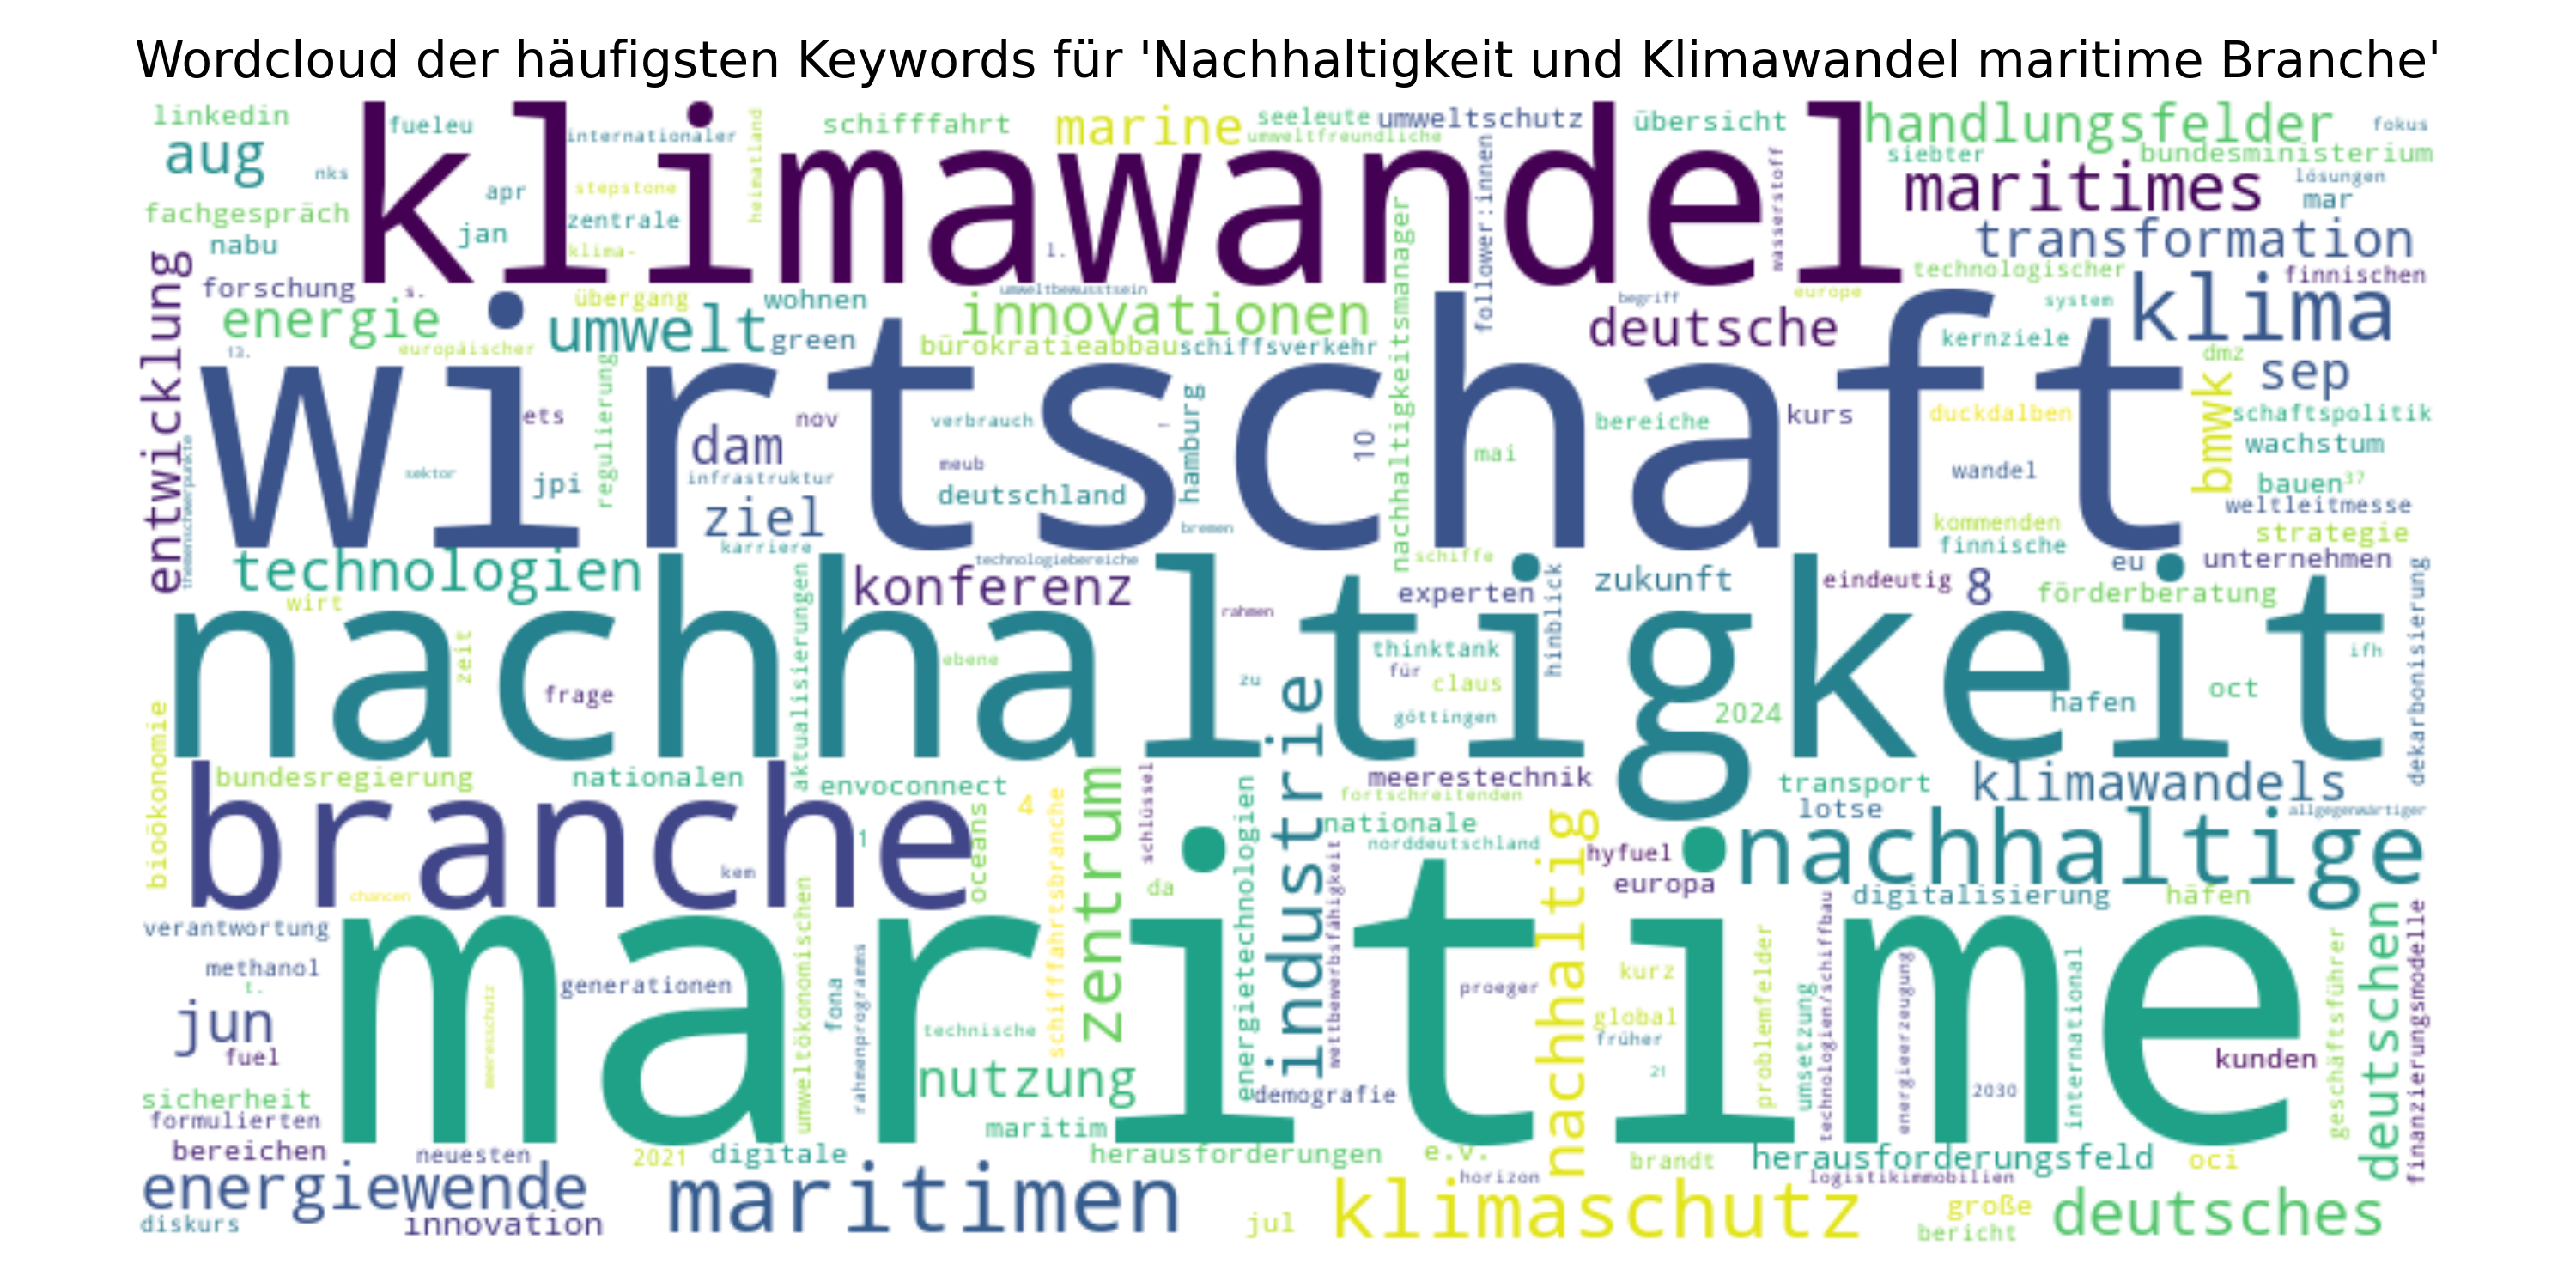 Wordcloud der häufigsten Keywords für 'Nachhaltigkeit und Klimawandel maritime Branche'
linkedin
fueleu
internationaler
heimatland
schifffahrt
marine
seeleute
umweltfreundliche
umweltschutz
übersicht
handlungsfelder
fokus
aug
klimawandel
siebter
bundesministerium
nks
apr
stepstone
maritimes
lösungen
mar
fachgespräch
jan
zentrale
nabu
klima-
l.
follower:innen
wasserstoff
transformation
entwicklung
forschung
s.
übergang
wohnen
umweltbewusstsein
nachhaltigkeitsmanager
begriff
europe
technologischer
finnischen
system
klima
energie
umwelt
green
innovationen
deutsche
kernziele
13.
europäischer
bürokratieabbau
schiffsverkehr
dmz
sep
wirtschaft
regulierung
ets
nov
dam
verbrauch
hamburg
10
bereiche
kurs
duckdalben
bmwk
schaftspolitik
wachstum
themenschwerpunkte
sektor
jpi
infrastruktur
meub
mai
wandel
bauen
37
ziel
deutschland
weltleitmesse
bremen
kommenden
strategie
karriere
finnische
technologien
technologiebereiche
schiffe
eu
unternehmen
konferenz
experten
hinblick
zukunft
eindeutig
8
förderberatung
wirt
rahmen
dekarbonisierung
nachhaltigkeit
zeit
aktualisierungen
ebene
thinktank
ifh
frage
zu
für
claus
oct
hafen
göttingen
2024
bioökonomie
bundesregierung
nationalen
envoconnect
schlüssel
industrie
meerestechnik
transport
klimawandels
branche
oceans
4
schifffahrtsbranche
zentrum
energietechnologien
fortschreitenden
lotse
allgegenwärtiger
1
nationale
norddeutschland
nachhaltig
hyfuel
nachhaltige
kem
da
wettbewerbsfähigkeit
europa
chancen
digitalisierung
häfen
verantwortung
maritime
umweltökonomischen
deutschen
finanzierungsmodelle
methanol
t.
generationen
fona
rahmenprogramms
proeger
kurz
problemfelder
technologien/schiffbau
energieerzeugung
international
geschäftsführer
jun
meeresschutz
technische
global
umsetzung
früher
fuel
nutzung
21
kunden
demografie
2030
sicherheit
formulierten
maritim
bereichen
neuesten
2021
digitale
herausforderungen
e.v.
brandt
herausforderungsfeld
oci
energiewende
maritimen
horizon
logistikimmobilien
klimaschutz
große
deutsches
diskurs
innovation
jul
bericht